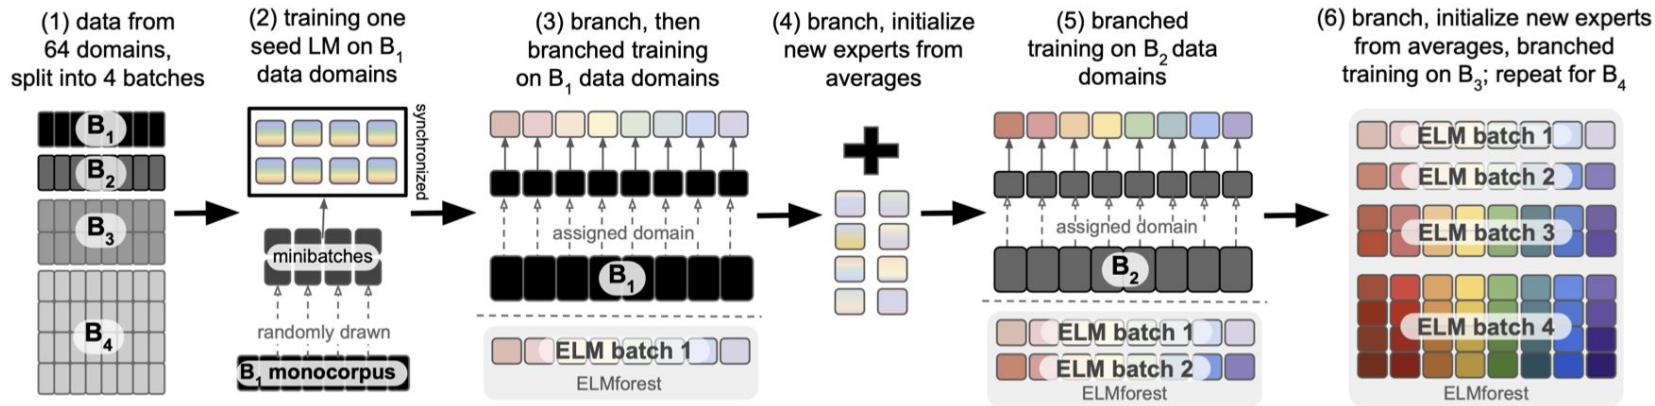 (1) data from
64 domains,
split into 4 batches
B1
B2
B3
B4
(2) training one
seed LM on B1
data domains
synchronized
minibatches
randomly drawn
B1 monocorpus
(3) branch, then
branched training
on B1 data domains
assigned domain
B1
ELM batch 1
ELMforest
(4) branch, initialize
new experts from
averages
(5) branched
training on B2 data
domains
assigned domain
B2
ELM batch 1
ELM batch 2
ELMforest
(6) branch, initialize new experts
from averages, branched
training on B3; repeat for B4
ELM batch 1
ELM batch 2
ELM batch 3
ELM batch 4
ELMforest